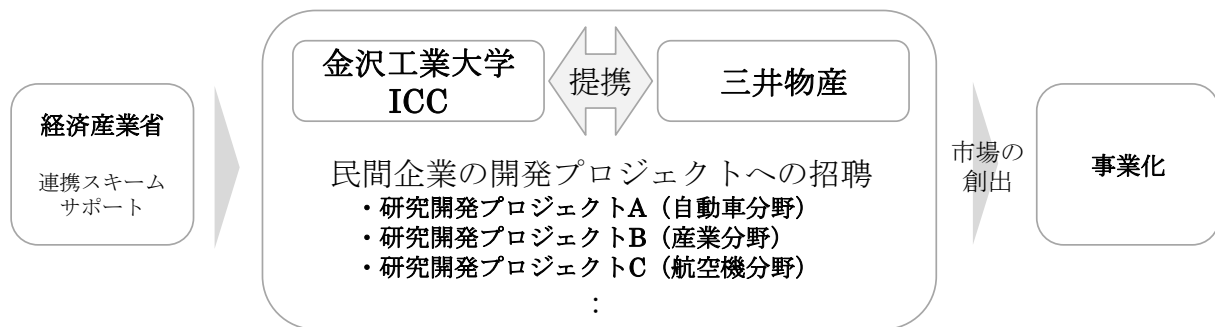 経済産業省
連携スキーム
サポート
金沢工業大学
ICC
提携
三井物産
民間企業の開発プロジェクトへの招聘
・研究開発プロジェクトA（自動車分野）
・研究開発プロジェクトB（産業分野）
・研究開発プロジェクトC（航空機分野）
：
市場の
創出
事業化